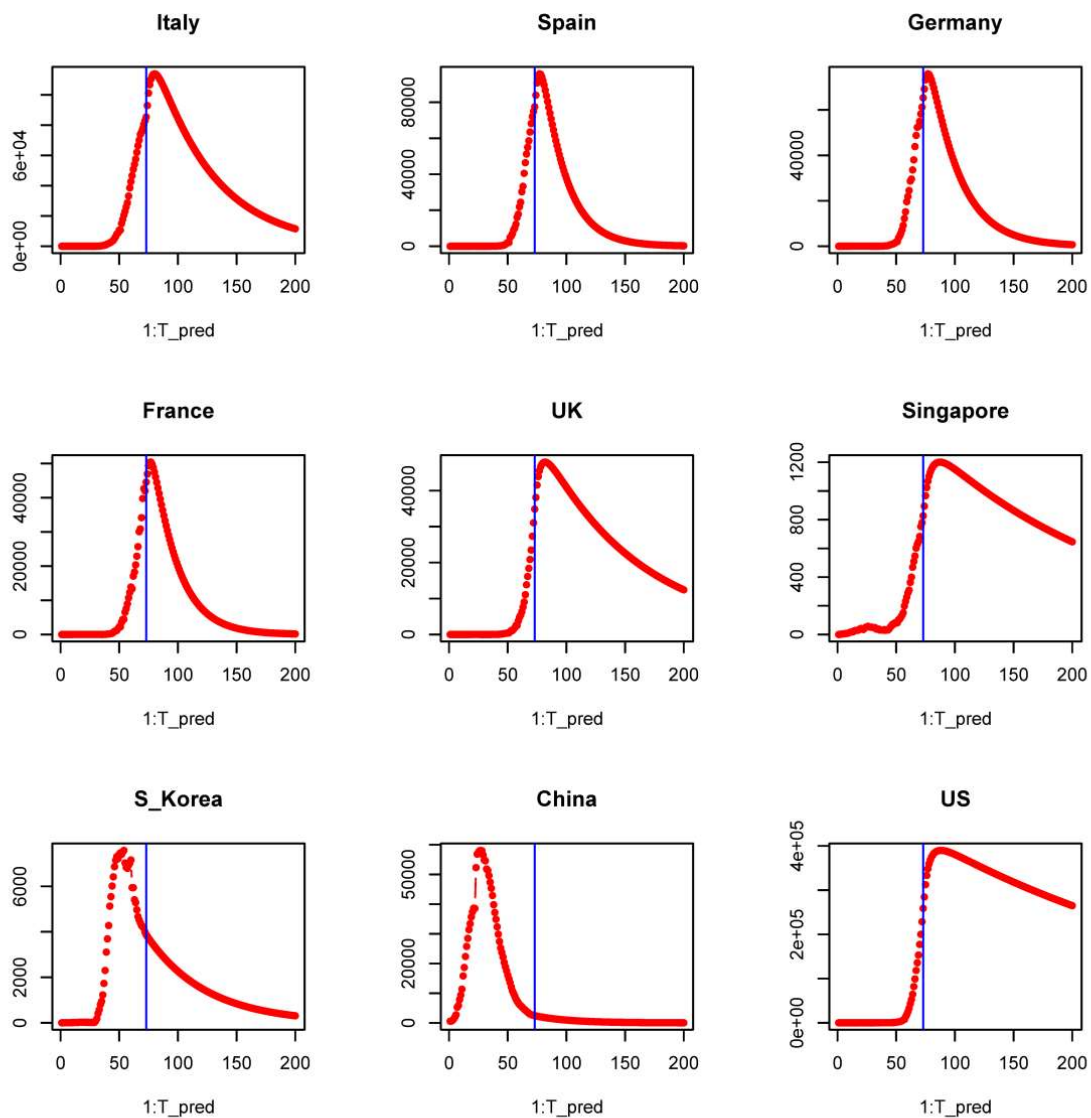 Italy
0e+00
6e+04
0 50 100 150 200
1:T_pred
Spain
0
40000
80000
0 50 100 150 200
1:T_pred
Germany
0
40000
0 50 100 150 200
1:T_pred
France
0
20000
40000
0 50 100 150 200
1:T_pred
UK
0
20000
40000
0 50 100 150 200
1:T_pred
Singapore
0
400
800
1200
0 50 100 150 200
1:T_pred
S_Korea
0
2000
6000
0 50 100 150 200
1:T_pred
China
0
20000
50000
0 50 100 150 200
1:T_pred
US
0e+00
2e+05
4e+05
0 50 100 150 200
1:T_pred